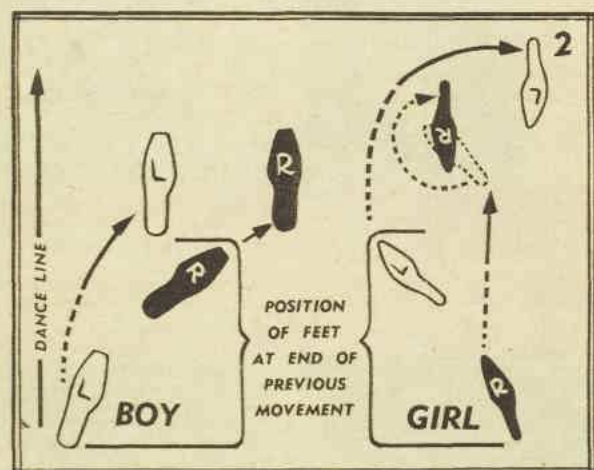 2
L
R
L
R
R
L
DANCE LINE
POSITION
OF FEET
AT END OF
PREVIOUS
MOVEMENT
L
R
BOY
GIRL